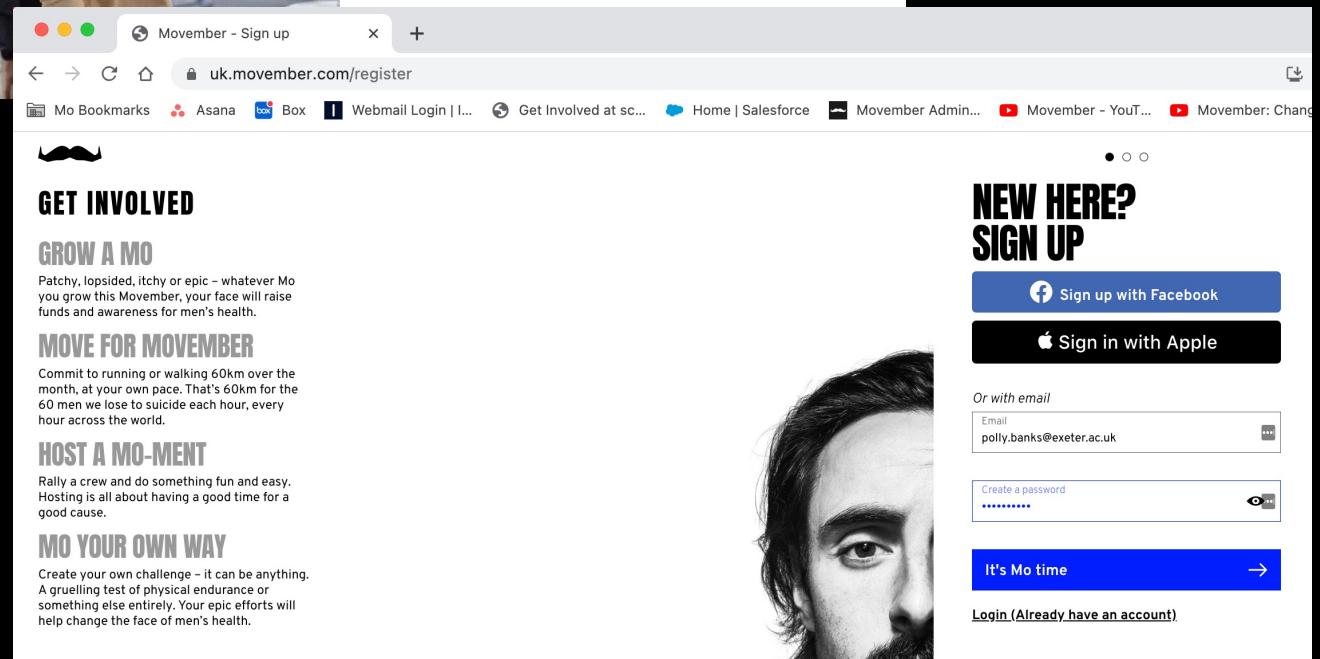 Movember - Sign up
uk.movember.com/register
Mo Bookmarks Asana box Box Webmail Login | I... Get Involved at sc... Home | Salesforce Movember Admin... Movember - YouT... Movember: Chang
GET INVOLVED
GROW A MO
Patchy, lopsided, itchy or epic – whatever Mo
you grow this Movember, your face will raise
funds and awareness for men's health.
MOVE FOR MOVEMBER
Commit to running or walking 60km over the
month, at your own pace. That's 60km for the
60 men we lose to suicide each hour, every
hour across the world.
HOST A MO-MENT
Rally a crew and do something fun and easy.
Hosting is all about having a good time for a
good cause.
MO YOUR OWN WAY
Create your own challenge – it can be anything.
A gruelling test of physical endurance or
something else entirely. Your epic efforts will
help change the face of men's health.
NEW HERE?
SIGN UP
Sign up with Facebook
Sign in with Apple
Or with email
Email
polly.banks@exeter.ac.uk
Create a password
••••••••••
It's Mo time
Login (Already have an account)